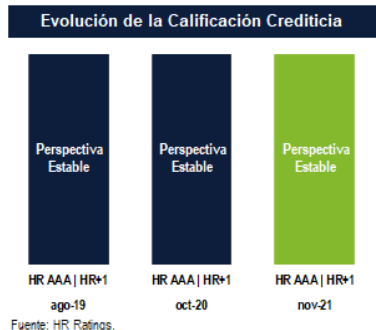 Evolución de la Calificación Crediticia
Perspectiva Estable
Perspectiva Estable
Perspectiva Estable
HR AAA | HR+1
HR AAA | HR+1
HR AAA | HR+1
ago-19
oct-20
nov-21
Fuente: HR Ratings.